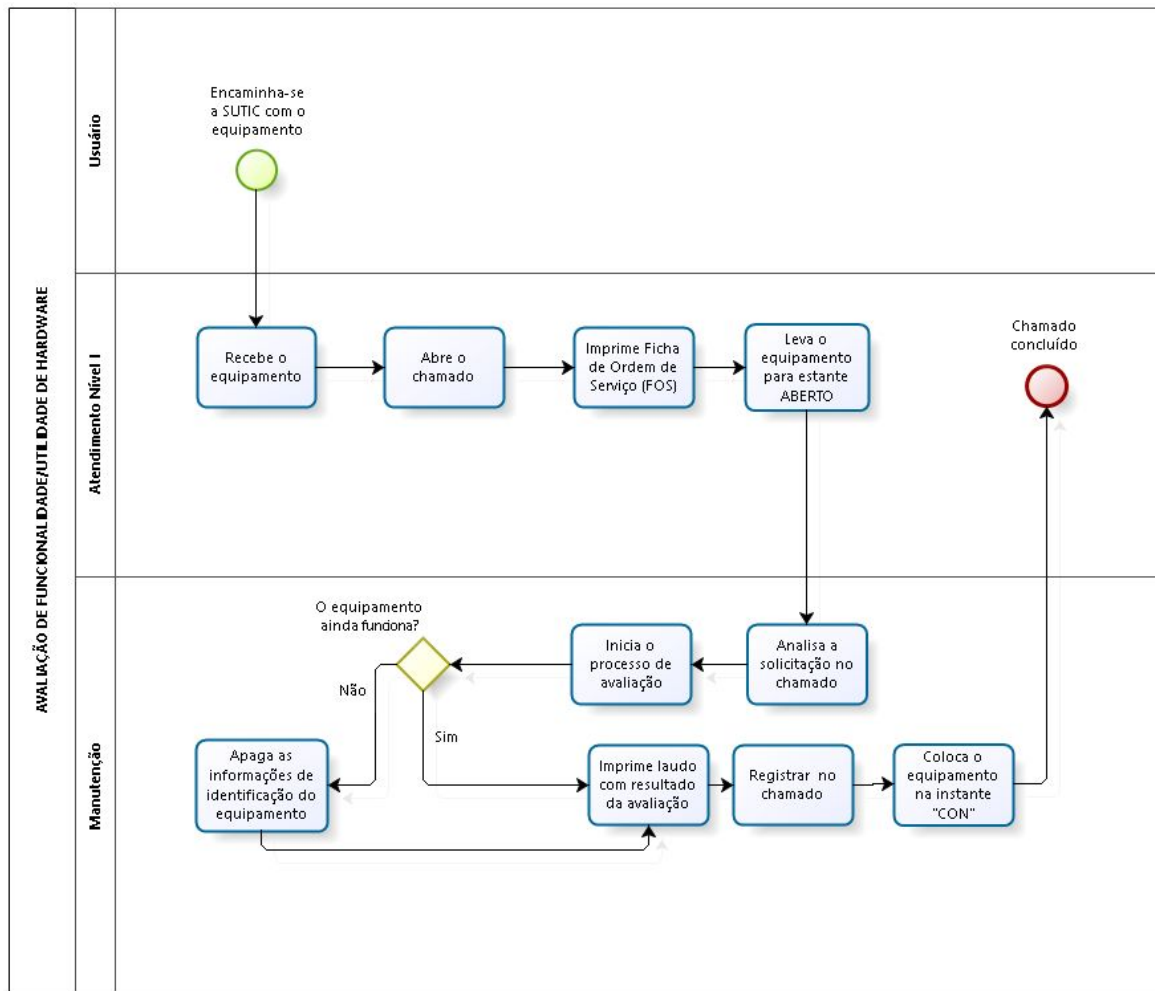 AVALIAÇÃO DE FUNCIONALIDADE/UTILIDADE DE HARDWARE
Usuário
Encaminha-se
a SUTIC com o
equipamento
Atendimento Nível I
Recebe o
equipamento
Abre o
chamado
Imprime Ficha
de Ordem de
Serviço (FOS)
Leva o
equipamento
para estante
ABERTO
Chamado
concluído
Manutenção
O equipamento
ainda funciona?
Inicia o
processo de
avaliação
Analisa a
solicitação no
chamado
Não
Sim
Apaga as
informações de
identificação do
equipamento
Imprime laudo
com resultado
da avaliação
Registrar no
chamado
Coloca o
equipamento
na instante
"CON"